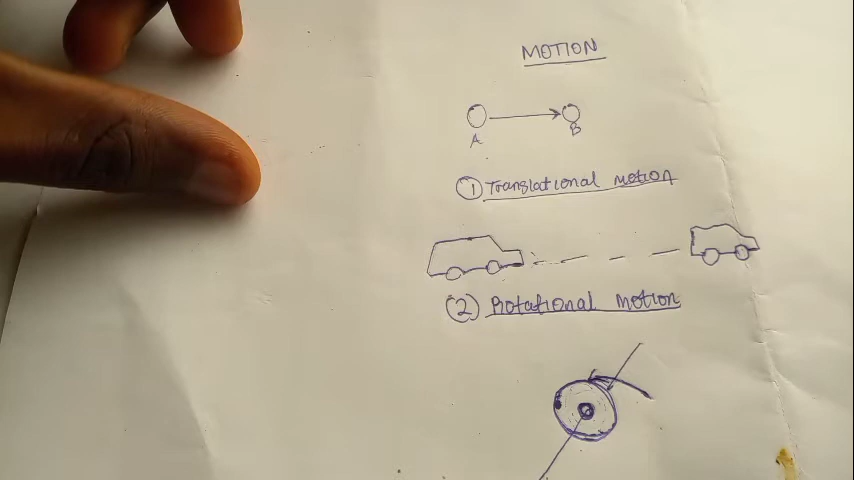 MOTION
A B
① Translational motion
② Rotational motion